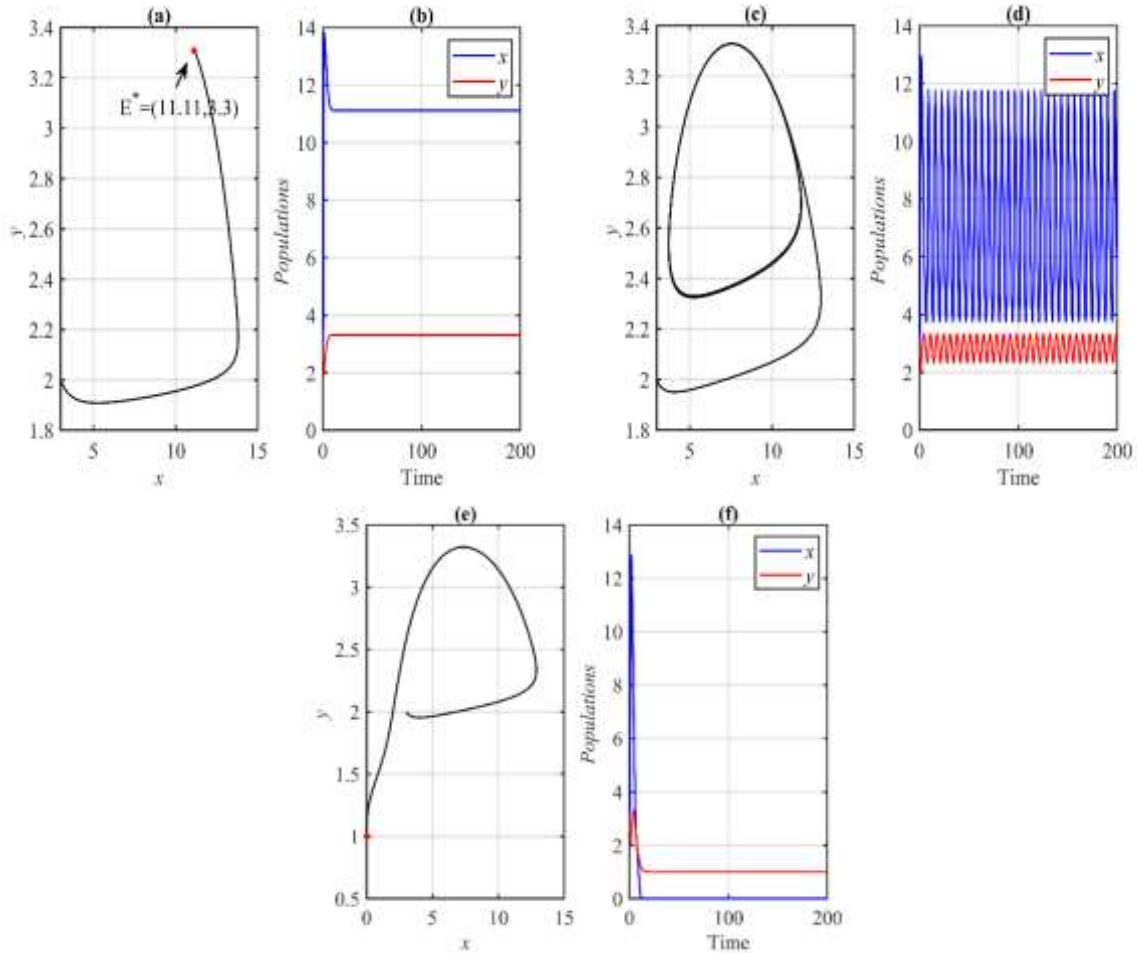 (a)
3.4
3.2
3
2.8
2.6
2.4
2.2
2
1.8
y
E*=(11.11,3.3)
5
10
15
x
(b)
14
12
10
8
6
4
2
0
Populations
x
y
0
100
200
Time
(c)
3.4
3.2
3
2.8
2.6
2.4
2.2
2
1.8
y
5
10
15
x
(d)
14
12
10
8
6
4
2
0
Populations
x
y
0
100
200
Time
(e)
3.5
3
2.5
2
1.5
1
0.5
y
0
5
10
15
x
(f)
14
12
10
8
6
4
2
0
Populations
x
y
0
100
200
Time